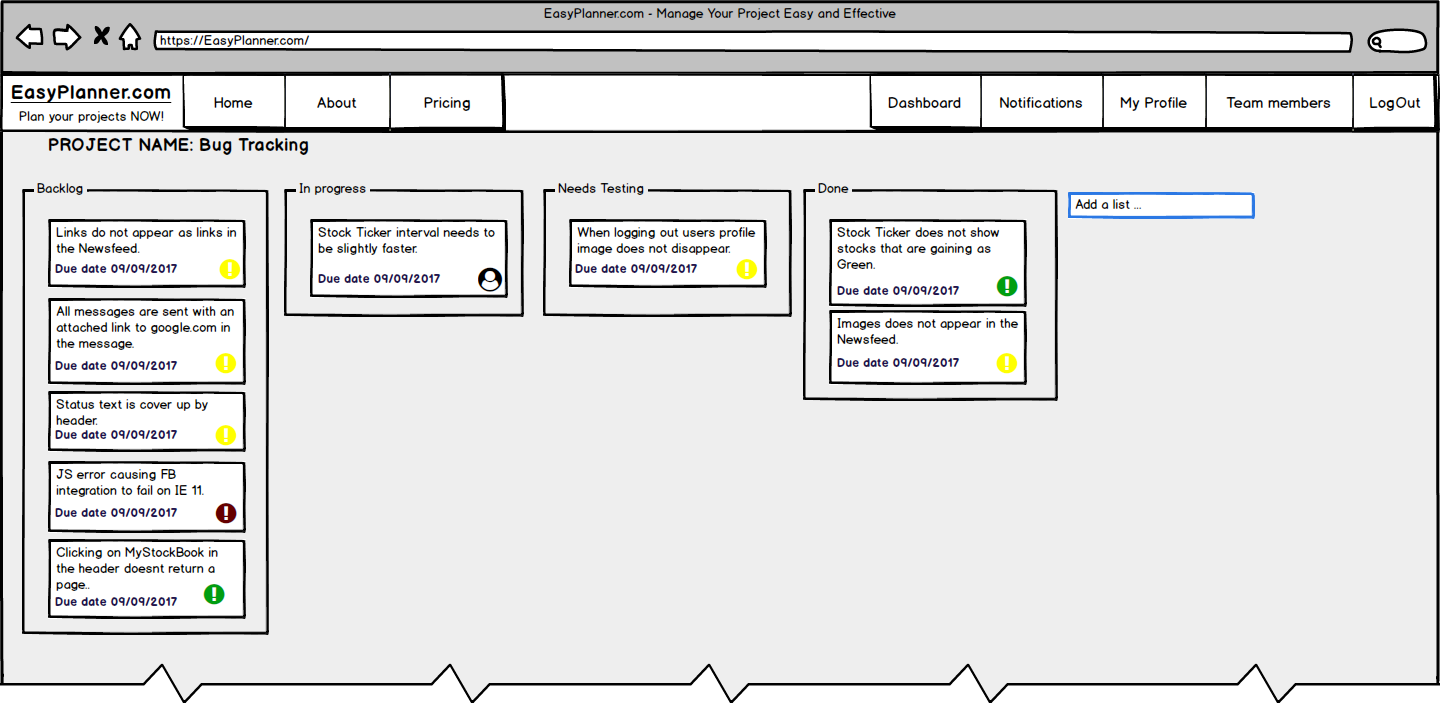 EasyPlanner.com - Manage Your Project Easy and Effective
https://EasyPlanner.com/
EasyPlanner.com
Plan your projects NOW!
Home
About
Pricing
Dashboard
Notifications
My Profile
Team members
LogOut
PROJECT NAME: Bug Tracking
Backlog
Links do not appear as links in
the Newsfeed.
Due date 09/09/2017
All messages are sent with an
attached link to google.com in
the message.
Due date 09/09/2017
Status text is cover up by
header.
Due date 09/09/2017
JS error causing FB
integration to fail on IE 11.
Due date 09/09/2017
Clicking on MyStockBook in
the header doesnt return a
page..
Due date 09/09/2017
In progress
Stock Ticker interval needs to
be slightly faster.
Due date 09/09/2017
Needs Testing
When logging out users profile
image does not disappear.
Due date 09/09/2017
Done
Stock Ticker does not show
stocks that are gaining as
Green.
Due date 09/09/2017
Images does not appear in the
Newsfeed.
Due date 09/09/2017
Add a list ...